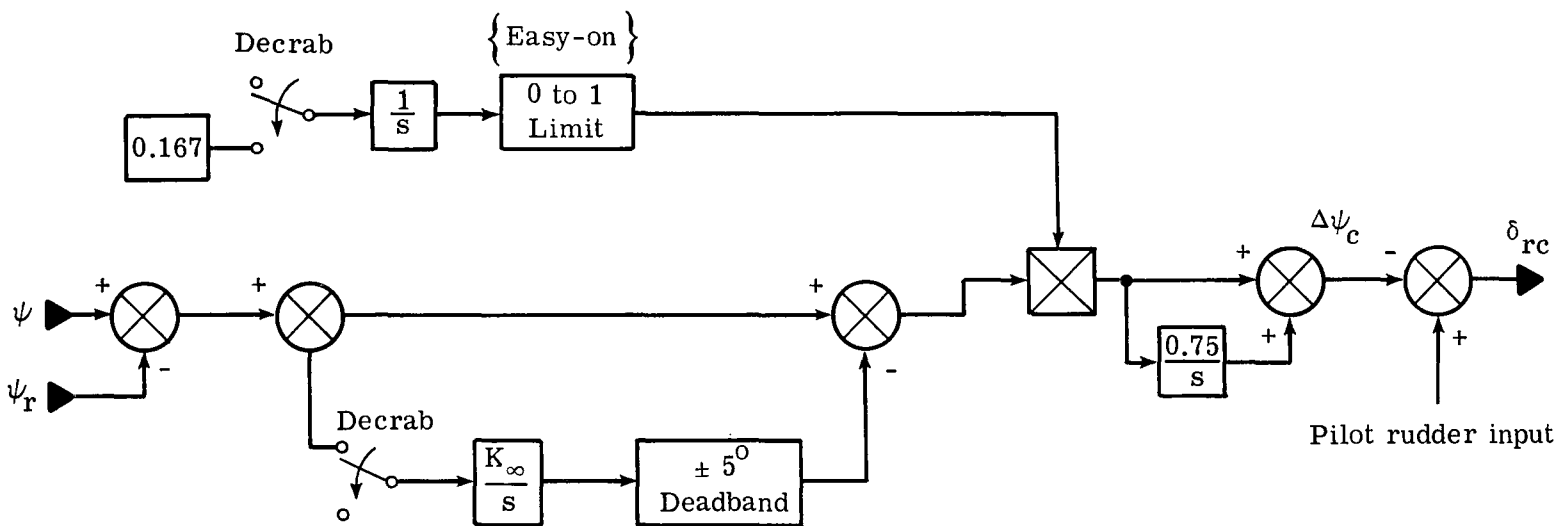 {Easy-on}
Decrab
0.167
1
s
0 to 1
Limit
ψ
+
ψr
-
+
+
-
Decrab
K∞
s
± 5°
Deadband
+
0.75
s
+
Δψc
-
+
δrc
Pilot rudder input